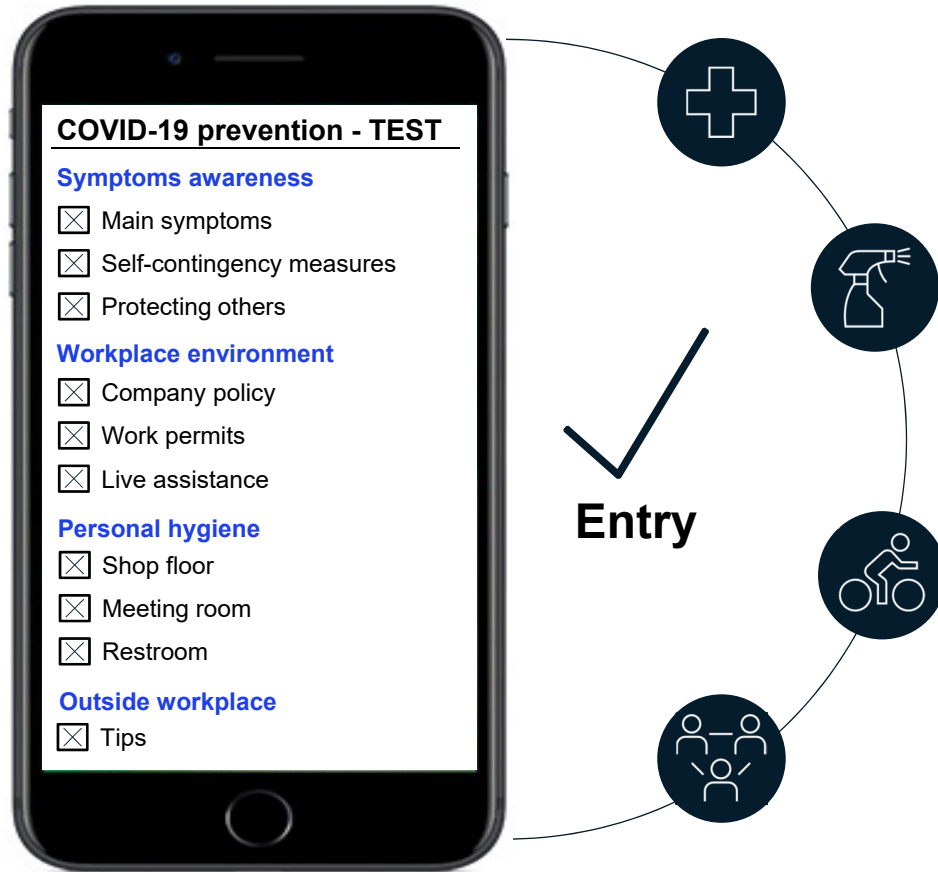 COVID-19 prevention - TEST
Symptoms awareness
Main symptoms
Self-contingency measures
Protecting others
Workplace environment
Company policy
Work permits
Live assistance
Personal hygiene
Shop floor
Meeting room
Restroom
Outside workplace
Tips
Entry